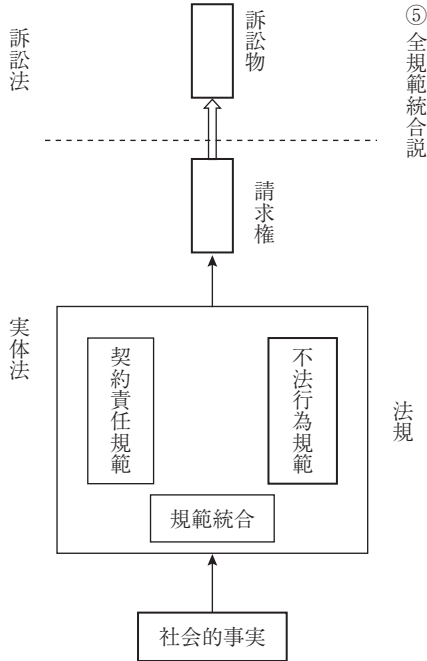 ⑤全規範統合説
訴訟物
訴訟法
請求権
実体法
法規
不法行為規範
契約責任規範
規範統合
社会的事実